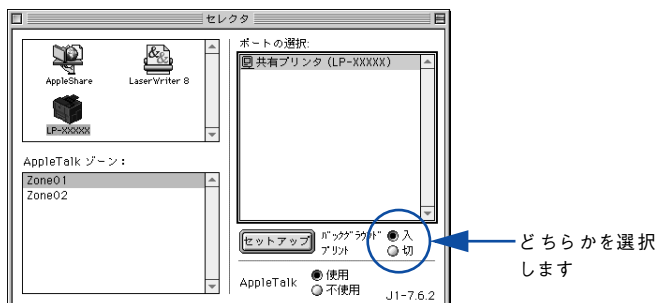 セレクタ
AppleShare
LaserWriter 8
LP-XXXXX
AppleTalk ゾーン：
Zone01
Zone02
ポートの選択:
共有プリンタ (LP-XXXXX)
セットアップ
ﾊﾞｯｸｸﾞﾗｳﾝﾄﾞ
ﾌﾟﾘﾝﾄ
入
切
AppleTalk
使用
不使用
J1-7.6.2
どちらかを選択
します